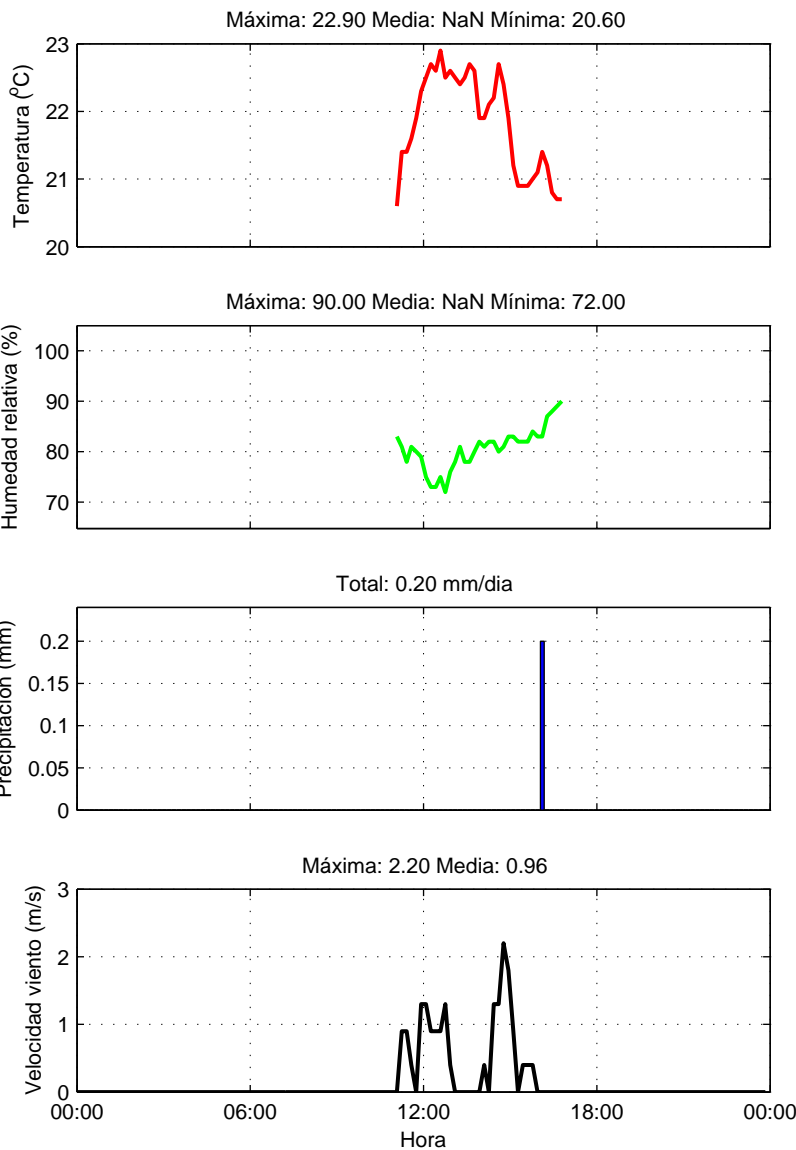 Máxima: 22.90 Media: NaN Mínima: 20.60
Temperatura (ºC)
23
22
21
20
Máxima: 90.00 Media: NaN Mínima: 72.00
Humedad relativa (%)
100
90
80
70
Total: 0.20 mm/dia
Precipitacion (mm)
0.2
0.15
0.1
0.05
0
Máxima: 2.20 Media: 0.96
Velocidad viento (m/s)
3
2
1
0
00:00 06:00 12:00 18:00 00:00
Hora